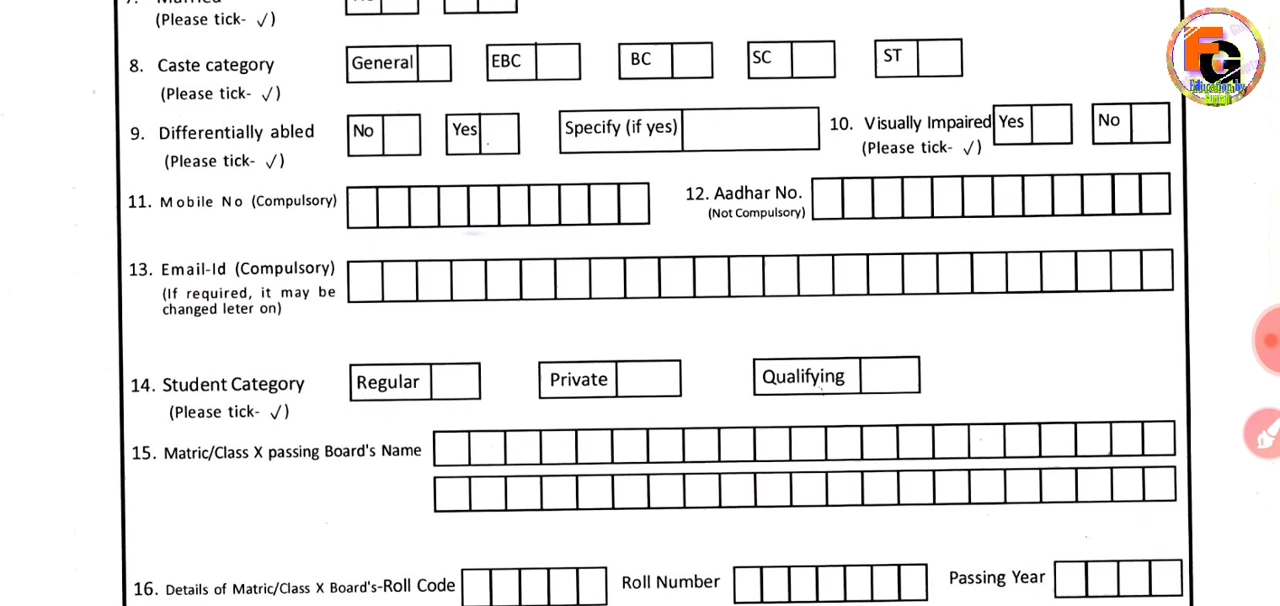 (Please tick- √)
8. Caste category General EBC BC SC ST
(Please tick- √)
9. Differentially abled No Yes Specify (if yes) 10. Visually Impaired Yes No
(Please tick- √) (Please tick- √)
11. Mobile No (Compulsory) 12. Aadhar No.
(Not Compulsory)
13. Email-Id (Compulsory)
(If required, it may be
changed leter on)
14. Student Category Regular Private Qualifying
(Please tick- √)
15. Matric/Class X passing Board's Name
16. Details of Matric/Class X Board's-Roll Code Roll Number Passing Year
FG
Education by